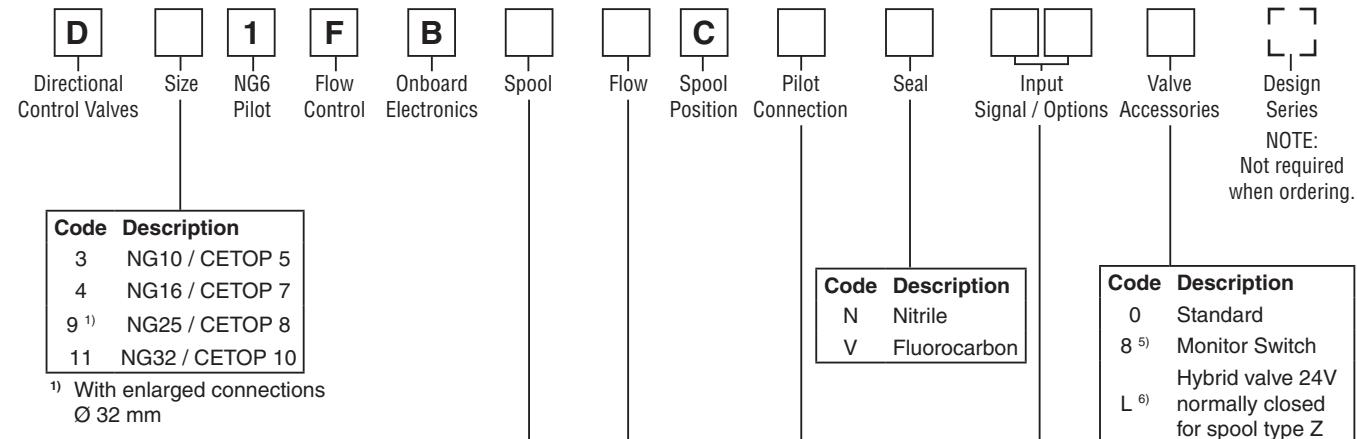 D 1 F B C
Directional Size NG6 Flow Onboard Spool Flow Spool Pilot Seal Input Valve Design
Control Valves Pilot Control Electronics Position Connection Signal / Options Accessories Series
NOTE:
Not required
when ordering.
Code Description
3 NG10 / CETOP 5
4 NG16 / CETOP 7
9 1) NG25 / CETOP 8
11 NG32 / CETOP 10
1) With enlarged connections
Ø 32 mm
Code Description
N Nitrile
V Fluorocarbon
Code Description
0 Standard
8 5) Monitor Switch
Hybrid valve 24V
L 6) normally closed
for spool type Z